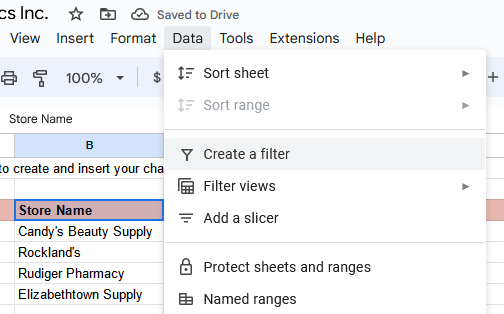 cs Inc. Saved to Drive
View Insert Format Data Tools Extensions Help
100% $
Store Name
B
to create and insert your cha
Store Name
Candy's Beauty Supply
Rockland's
Rudiger Pharmacy
Elizabethtown Supply
Sort sheet
Sort range
Create a filter
Filter views
Add a slicer
Protect sheets and ranges
Named ranges